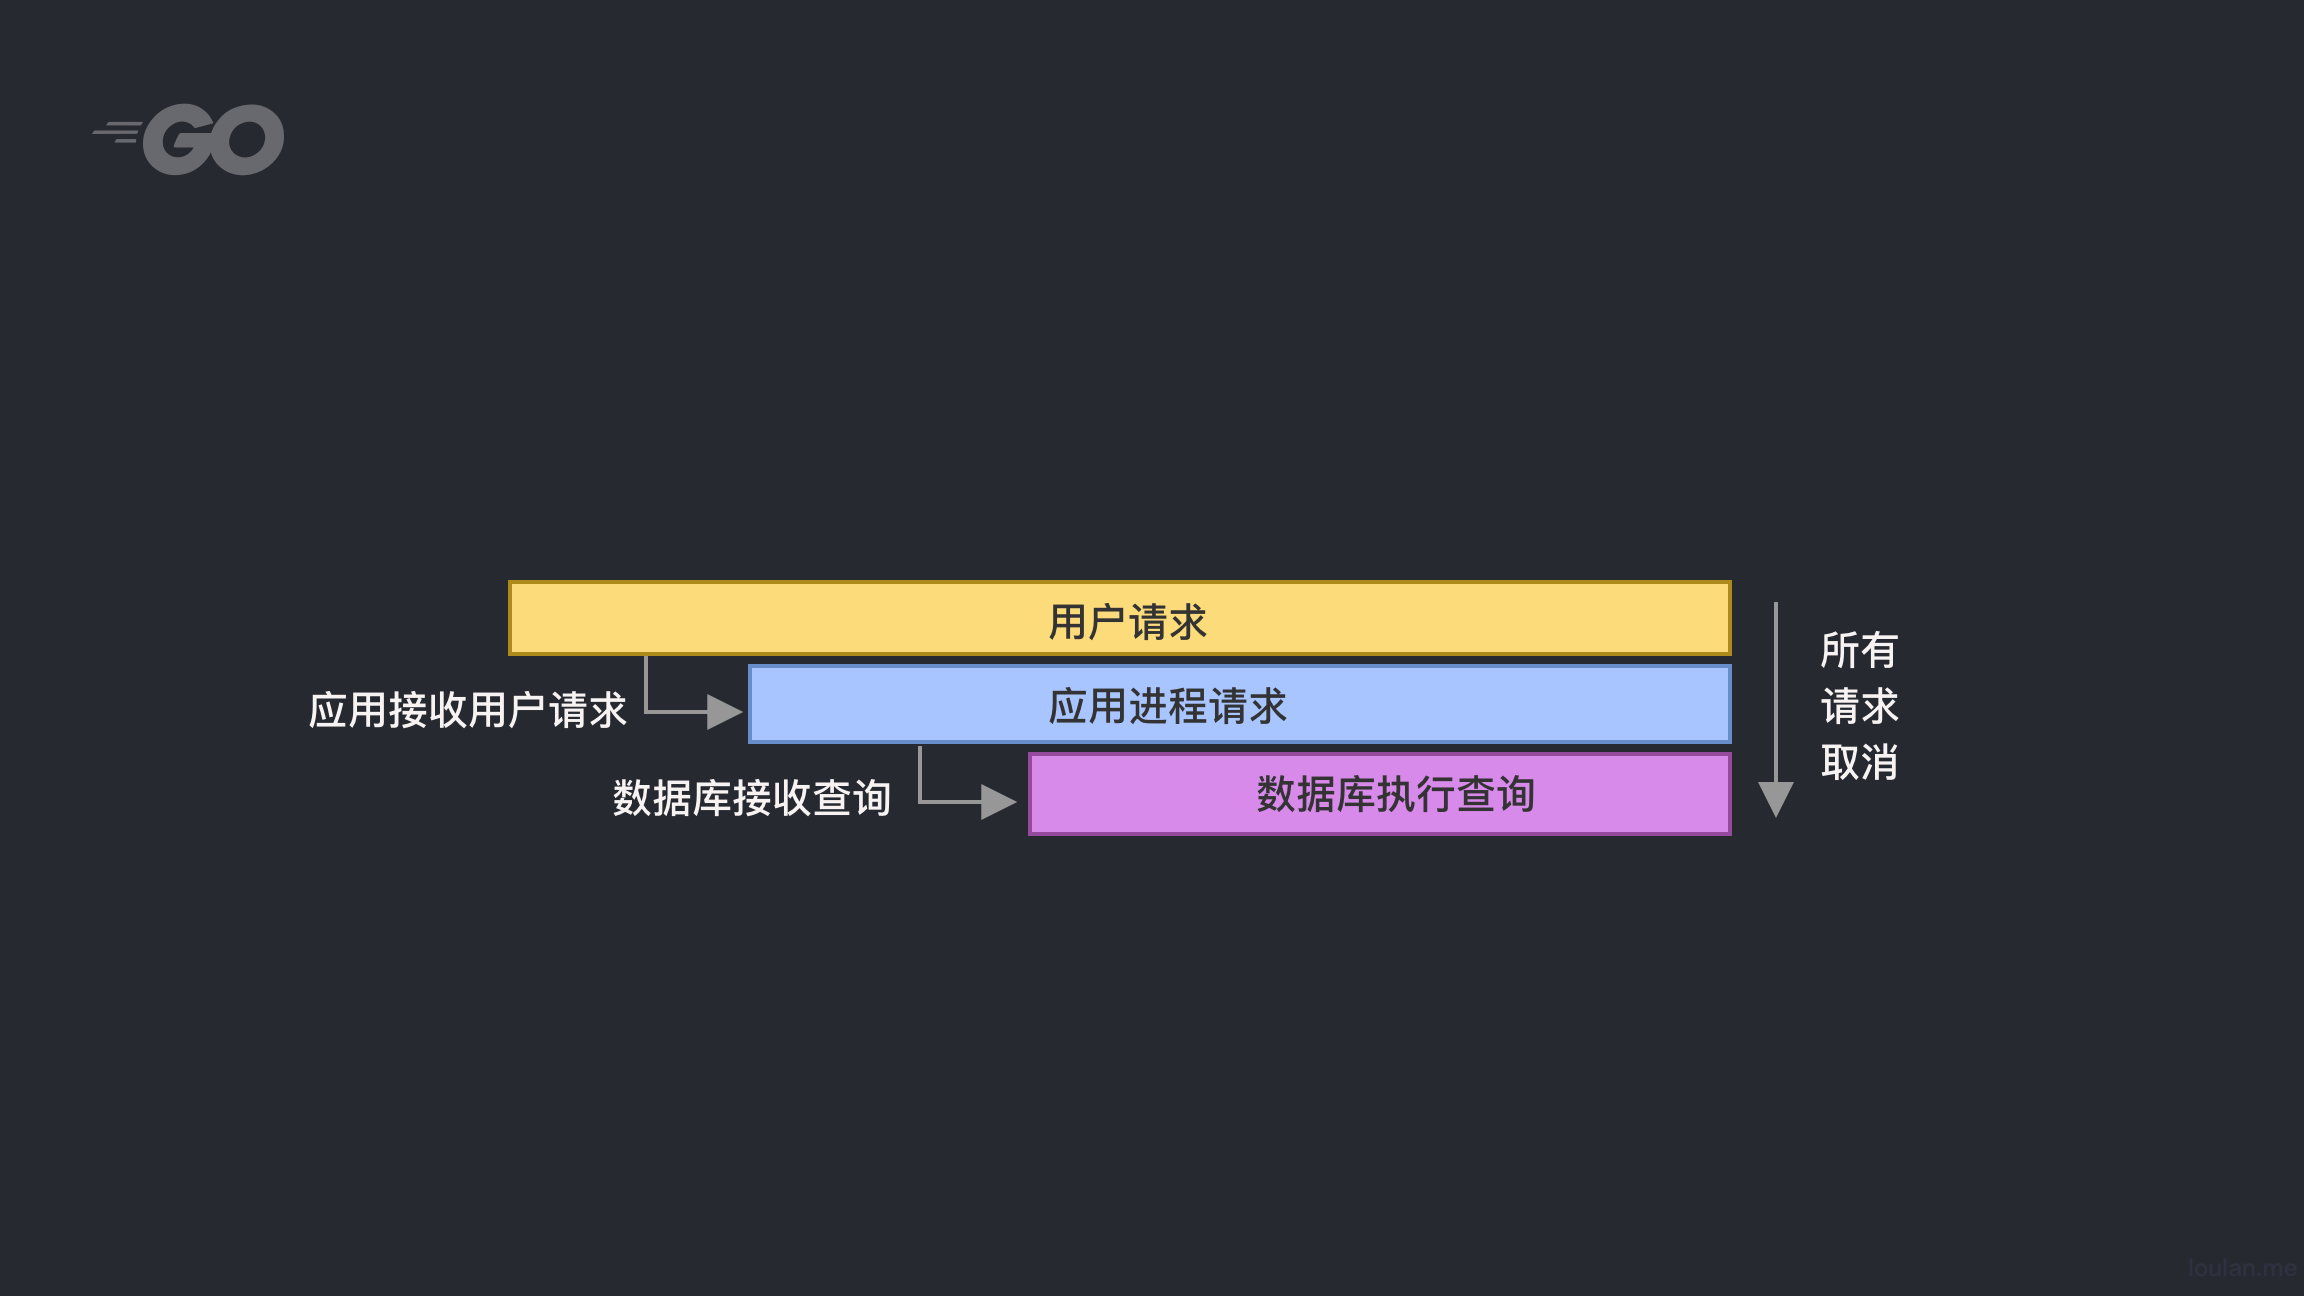 GO
用户请求
应用接收用户请求
应用进程请求
数据库接收查询
数据库执行查询
所有
请求
取消
loulan.me